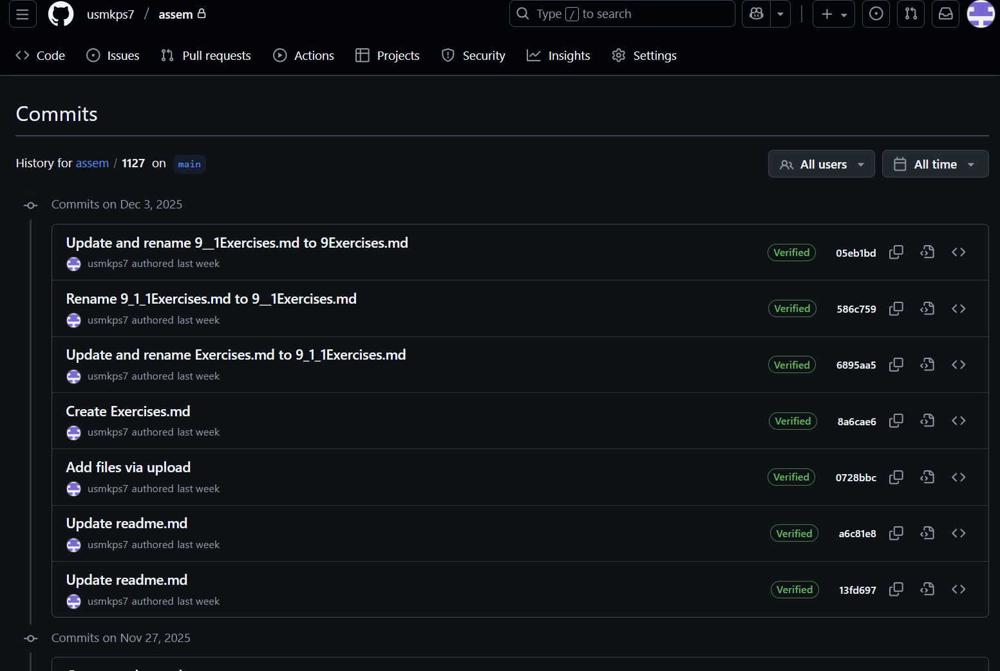 usmkps7 / assem
Type / to search
Code Issues Pull requests Actions Projects Security Insights Settings
Commits
History for assem / 1127 on main
All users All time
Commits on Dec 3, 2025
Update and rename 9__1Exercises.md to 9Exercises.md
usmkps7 authored last week
Verified 05eb1bd
Rename 9_1_1Exercises.md to 9__1Exercises.md
usmkps7 authored last week
Verified 586c759
Update and rename Exercises.md to 9_1_1Exercises.md
usmkps7 authored last week
Verified 6895aa5
Create Exercises.md
usmkps7 authored last week
Verified 8a6cae6
Add files via upload
usmkps7 authored last week
Verified 0728bbc
Update readme.md
usmkps7 authored last week
Verified a6c81e8
Update readme.md
usmkps7 authored last week
Verified 13fd697
Commits on Nov 27, 2025